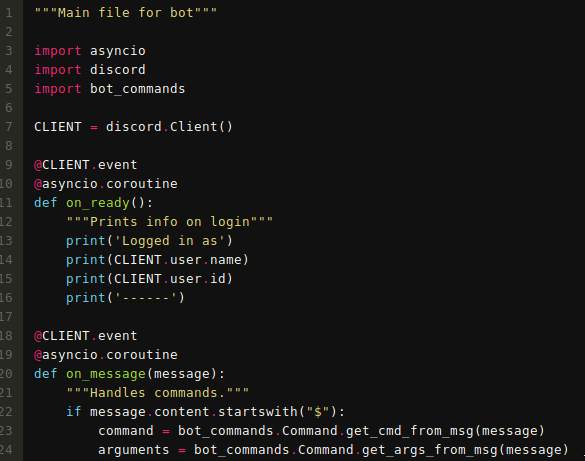 1 """Main file for bot"""
2
3 import asyncio
4 import discord
5 import bot_commands
6
7 CLIENT = discord.Client()
8
9 @CLIENT.event
10 @asyncio.coroutine
11 def on_ready():
12     """Prints info on login"""
13     print('Logged in as')
14     print(CLIENT.user.name)
15     print(CLIENT.user.id)
16     print('------')
17
18 @CLIENT.event
19 @asyncio.coroutine
20 def on_message(message):
21     """Handles commands."""
22     if message.content.startswith("$"):
23         command = bot_commands.Command.get_cmd_from_msg(message)
24         arguments = bot_commands.Command.get_args_from_msg(message)